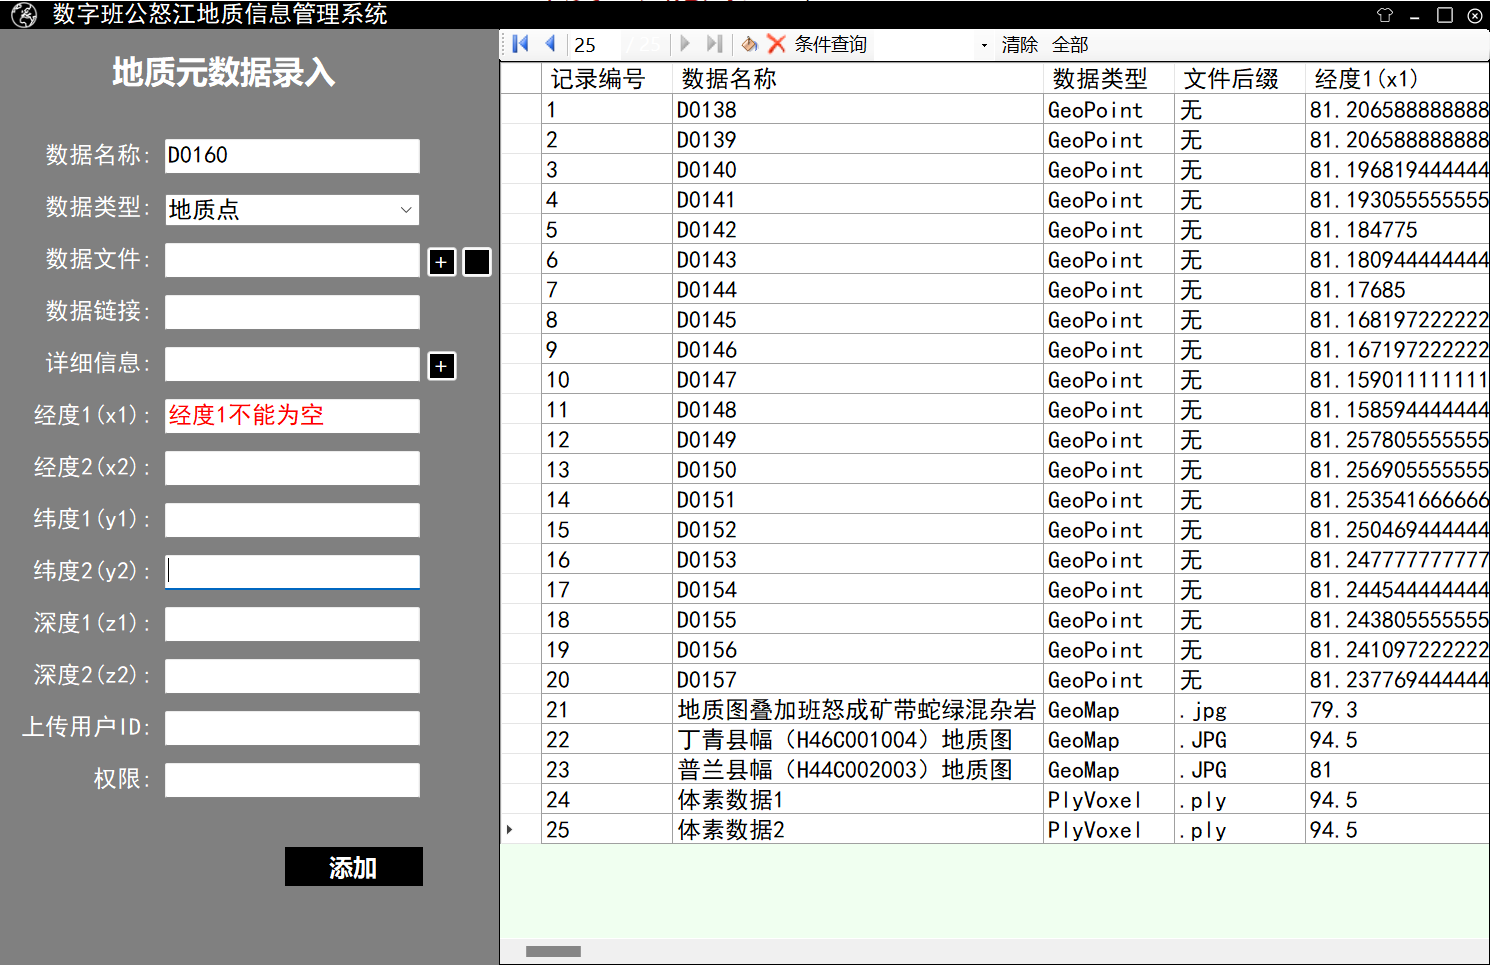 数字班公怒江地质信息管理系统
地质元数据录入
数据名称: D0160
数据类型: 地质点
数据文件: +
数据链接:
详细信息: +
经度1(x1): 经度1不能为空
经度2(x2):
纬度1(y1):
纬度2(y2):
深度1(z1):
深度2(z2):
上传用户ID:
权限:
添加
25 / 25 条件查询 清除 全部
记录编号 数据名称 数据类型 文件后缀 经度1(x1)
1 D0138 GeoPoint 无 81.206588888888
2 D0139 GeoPoint 无 81.206588888888
3 D0140 GeoPoint 无 81.196819444444
4 D0141 GeoPoint 无 81.193055555555
5 D0142 GeoPoint 无 81.184775
6 D0143 GeoPoint 无 81.180944444444
7 D0144 GeoPoint 无 81.17685
8 D0145 GeoPoint 无 81.168197222222
9 D0146 GeoPoint 无 81.167197222222
10 D0147 GeoPoint 无 81.159011111111
11 D0148 GeoPoint 无 81.158594444444
12 D0149 GeoPoint 无 81.257805555555
13 D0150 GeoPoint 无 81.256905555555
14 D0151 GeoPoint 无 81.253541666666
15 D0152 GeoPoint 无 81.250469444444
16 D0153 GeoPoint 无 81.247777777777
17 D0154 GeoPoint 无 81.244544444444
18 D0155 GeoPoint 无 81.243805555555
19 D0156 GeoPoint 无 81.241097222222
20 D0157 GeoPoint 无 81.237769444444
21 地质图叠加班怒成矿带蛇绿混杂岩 GeoMap .jpg 79.3
22 丁青县幅（H46C001004）地质图 GeoMap .JPG 94.5
23 普兰县幅（H44C002003）地质图 GeoMap .JPG 81
24 体素数据1 PlyVoxel .ply 94.5
25 体素数据2 PlyVoxel .ply 94.5